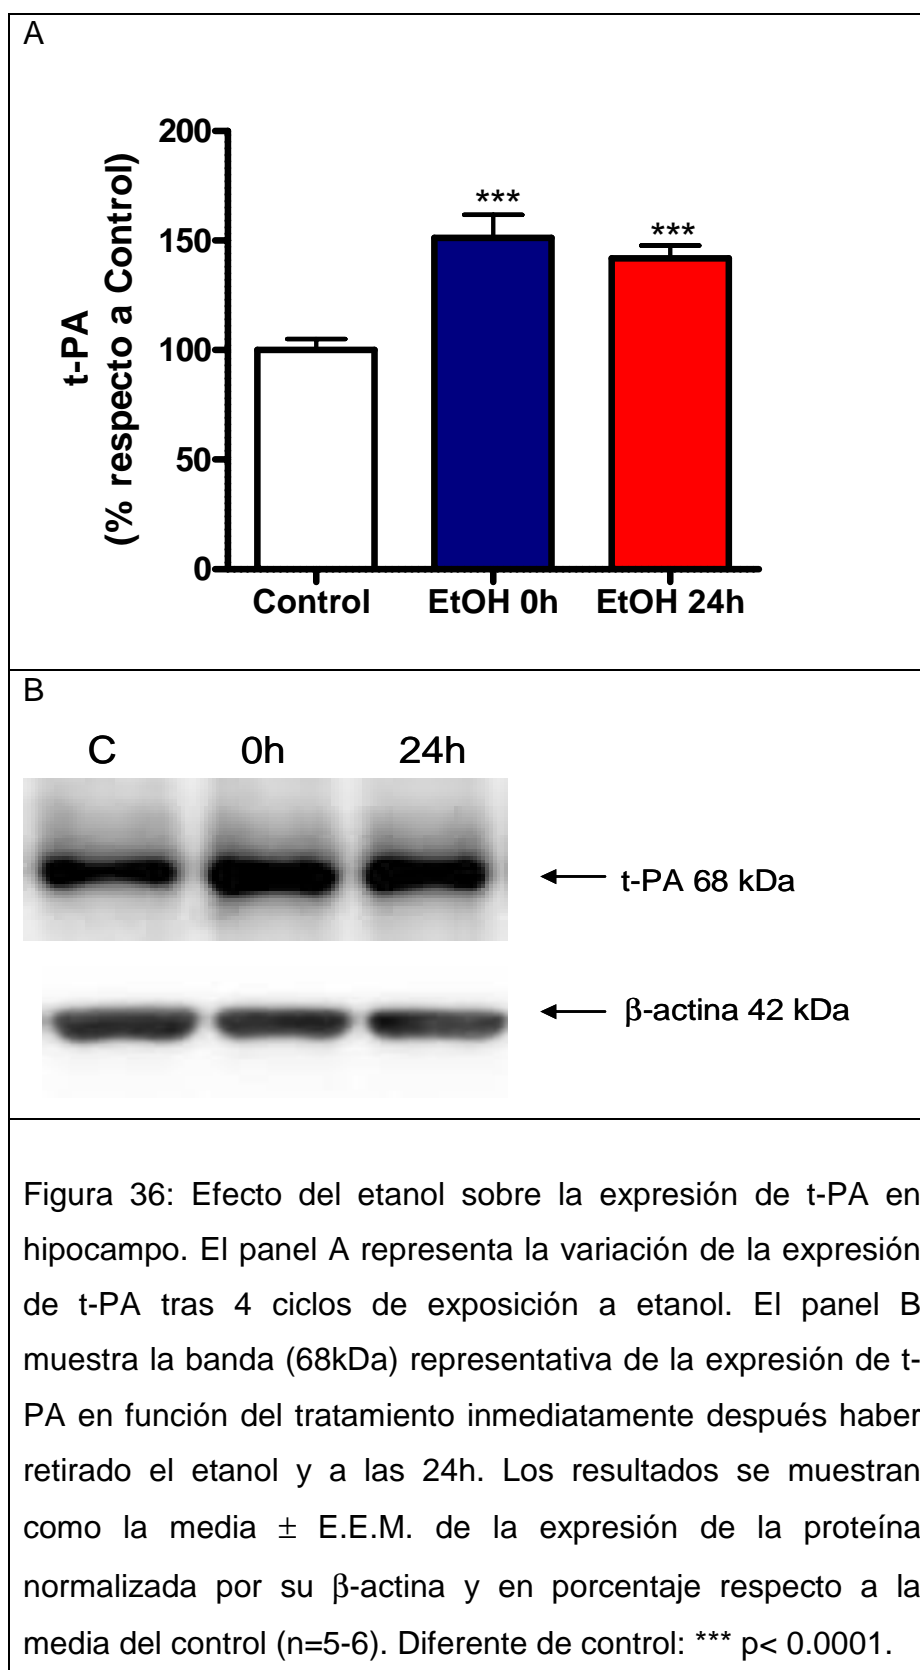 A
200
150
100
50
0
t-PA
(% respecto a Control)
***
***
Control EtOH 0h EtOH 24h
B
C 0h 24h
t-PA 68 kDa
β-actina 42 kDa
Figura 36: Efecto del etanol sobre la expresión de t-PA en
hipocampo. El panel A representa la variación de la expresión
de t-PA tras 4 ciclos de exposición a etanol. El panel B
muestra la banda (68kDa) representativa de la expresión de t-
PA en función del tratamiento inmediatamente después haber
retirado el etanol y a las 24h. Los resultados se muestran
como la media ± E.E.M. de la expresión de la proteína
normalizada por su β-actina y en porcentaje respecto a la
media del control (n=5-6). Diferente de control: *** p< 0.0001.